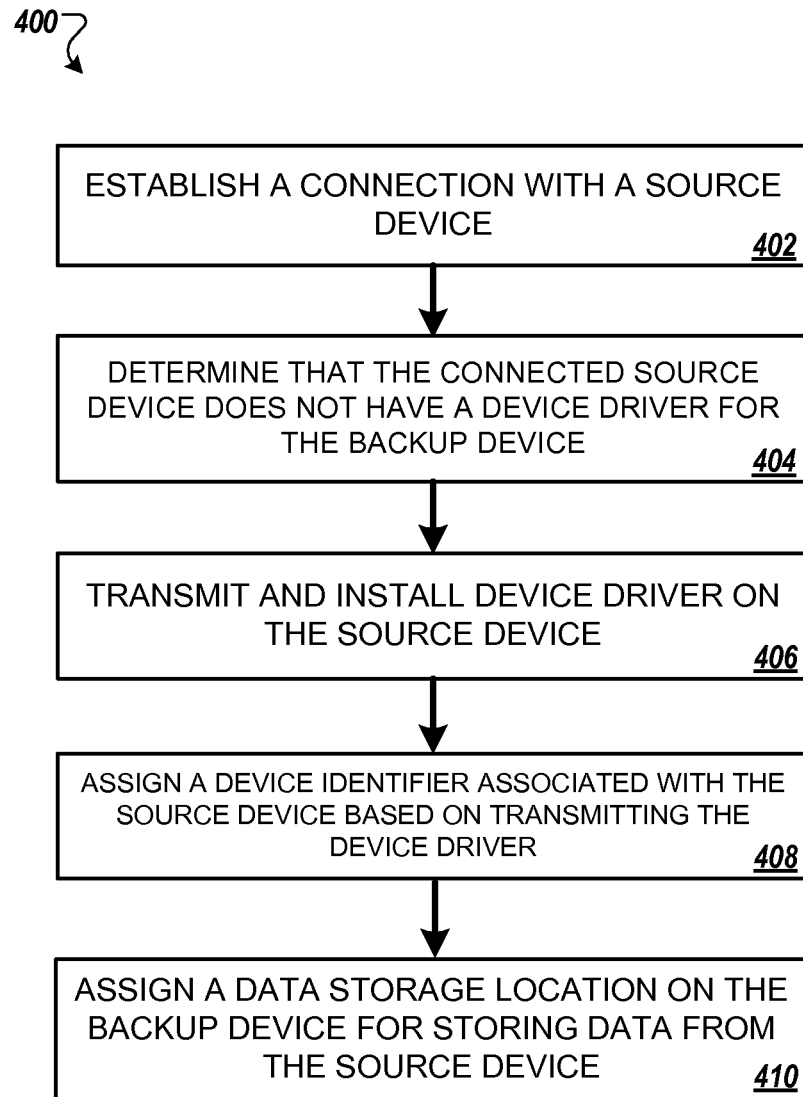 400
ESTABLISH A CONNECTION WITH A SOURCE
DEVICE
402
DETERMINE THAT THE CONNECTED SOURCE
DEVICE DOES NOT HAVE A DEVICE DRIVER FOR
THE BACKUP DEVICE
404
TRANSMIT AND INSTALL DEVICE DRIVER ON
THE SOURCE DEVICE
406
ASSIGN A DEVICE IDENTIFIER ASSOCIATED WITH THE
SOURCE DEVICE BASED ON TRANSMITTING THE
DEVICE DRIVER
408
ASSIGN A DATA STORAGE LOCATION ON THE
BACKUP DEVICE FOR STORING DATA FROM
THE SOURCE DEVICE
410